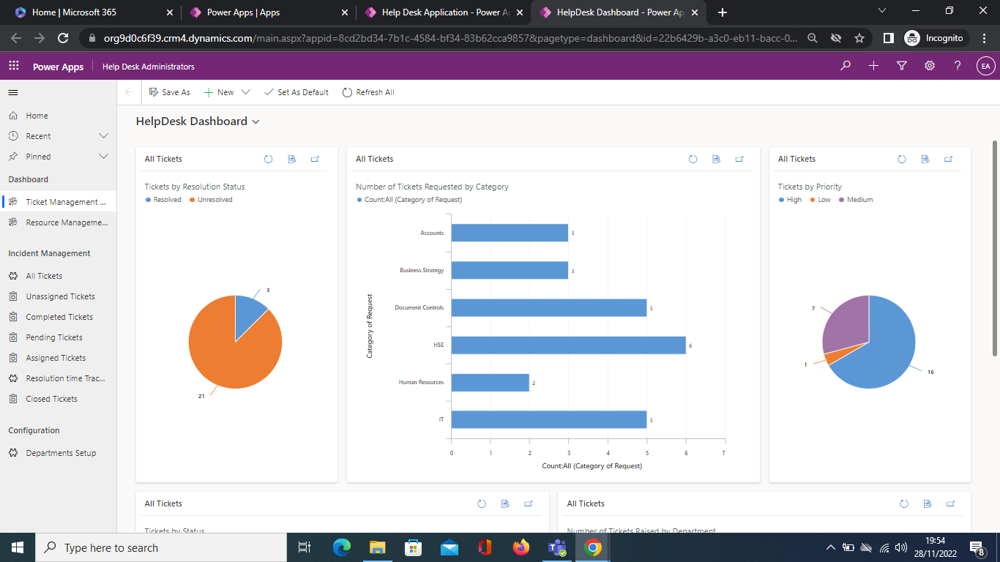 Home | Microsoft 365
Power Apps | Apps
Help Desk Application - Power A
HelpDesk Dashboard - Power Ap
org9d0c6f39.crm4.dynamics.com/main.aspx?appid=8cd2bd34-7b1c-4584-bf34-83b62cca9857&pagetype=dashboard&id=22b6429b-a3c0-eb11-bacc-0...
Incognito
Power Apps
Help Desk Administrators
EA
Save As
New
Set As Default
Refresh All
Home
Recent
Pinned
Dashboard
Ticket Management ...
Resource Manageme...
Incident Management
All Tickets
Unassigned Tickets
Completed Tickets
Pending Tickets
Assigned Tickets
Resolution time Trac...
Closed Tickets
Configuration
Departments Setup
HelpDesk Dashboard
All Tickets
Tickets by Resolution Status
Resolved Unresolved
3
21
All Tickets
Number of Tickets Requested by Category
Count:All (Category of Request)
Category of Request
Accounts 3
Business Strategy 3
Document Controls 5
HSE 6
Human Resources 2
IT 5
0 1 2 3 4 5 6 7
Count:All (Category of Request)
All Tickets
Tickets by Priority
High Low Medium
7
1
16
All Tickets
Tickets by Status
All Tickets
Number of Tickets Raised by Department
Type here to search
19:54
28/11/2022
8